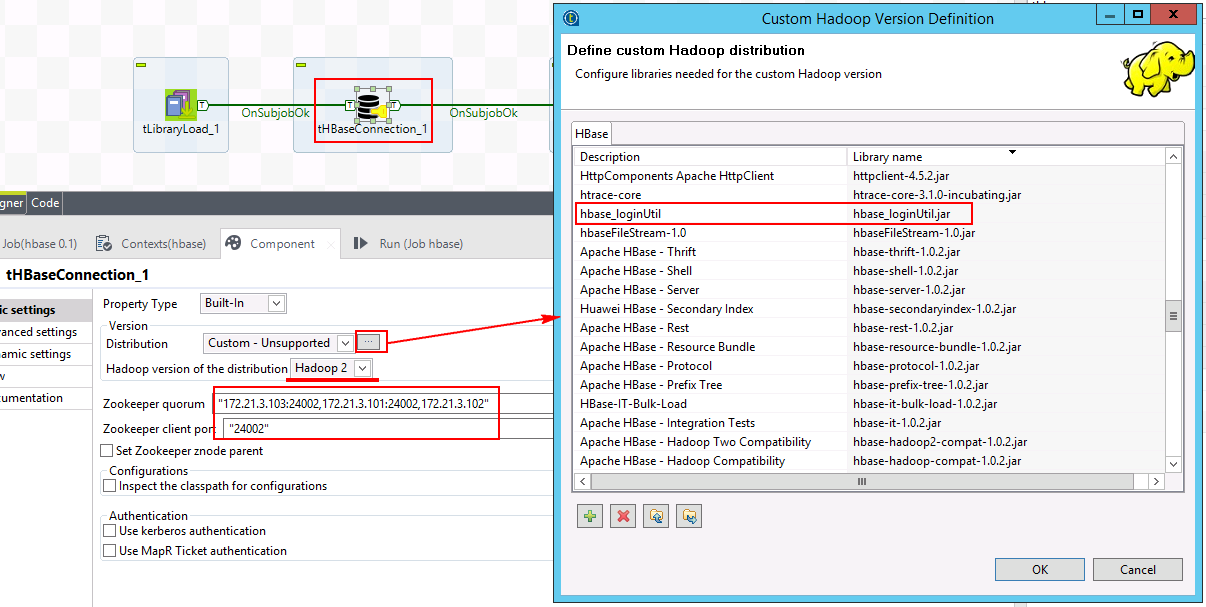 tLibraryLoad_1
OnSubjobOk
tHBaseConnection_1
OnSubjobOk
T
T
T
gner
Code
Job(hbase 0.1)
Contexts(hbase)
Component
Run (Job hbase)
tHBaseConnection_1
ic settings
vanced settings
namic settings
w
cumentation
Property Type
Built-In
Version
Distribution
Custom - Unsupported
...
Hadoop version of the distribution
Hadoop 2
Zookeeper quorum
"172.21.3.103:24002,172.21.3.101:24002,172.21.3.102"
Zookeeper client port
"24002"
Set Zookeeper znode parent
Configurations
Inspect the classpath for configurations
Authentication
Use kerberos authentication
Use MapR Ticket authentication
Custom Hadoop Version Definition
Define custom Hadoop distribution
Configure libraries needed for the custom Hadoop version
HBase
Description Library name
HttpComponents Apache HttpClient httpclient-4.5.2.jar
htrace-core htrace-core-3.1.0-incubating.jar
hbase_loginUtil hbase_loginUtil.jar
hbaseFileStream-1.0 hbaseFileStream-1.0.jar
Apache HBase - Thrift hbase-thrift-1.0.2.jar
Apache HBase - Shell hbase-shell-1.0.2.jar
Apache HBase - Server hbase-server-1.0.2.jar
Huawei HBase - Secondary Index hbase-secondaryindex-1.0.2.jar
Apache HBase - Rest hbase-rest-1.0.2.jar
Apache HBase - Resource Bundle hbase-resource-bundle-1.0.2.jar
Apache HBase - Protocol hbase-protocol-1.0.2.jar
Apache HBase - Prefix Tree hbase-prefix-tree-1.0.2.jar
HBase-IT-Bulk-Load hbase-it-bulk-load-1.0.2.jar
Apache HBase - Integration Tests hbase-it-1.0.2.jar
Apache HBase - Hadoop Two Compatibility hbase-hadoop2-compat-1.0.2.jar
Apache HBase - Hadoop Compatibility hbase-hadoop-compat-1.0.2.jar
OK
Cancel